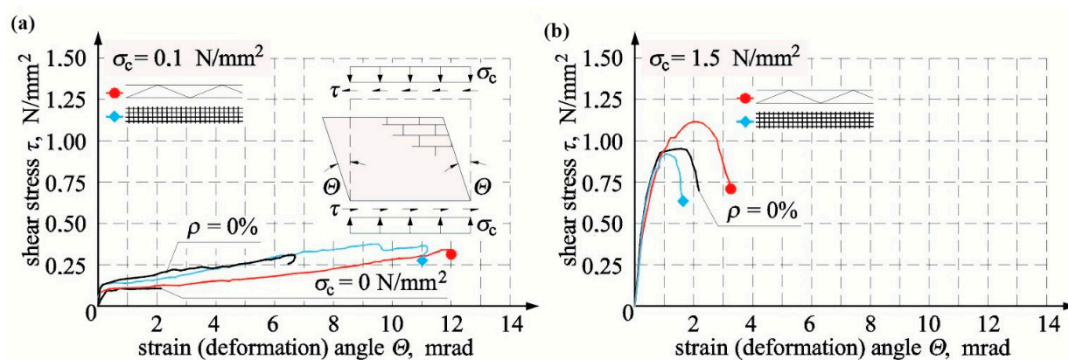 (a)
shear stress τ, N/mm²
1.50
1.25
1.00
0.75
0.50
0.25
0
σc = 0.1 N/mm²
σc
τ
Θ
Θ
τ
σc
ρ = 0%
σc = 0 N/mm²
0 2 4 6 8 10 12 14
strain (deformation) angle Θ, mrad
(b)
shear stress τ, N/mm²
1.50
1.25
1.00
0.75
0.50
0.25
0
σc = 1.5 N/mm²
ρ = 0%
0 2 4 6 8 10 12 14
strain (deformation) angle Θ, mrad